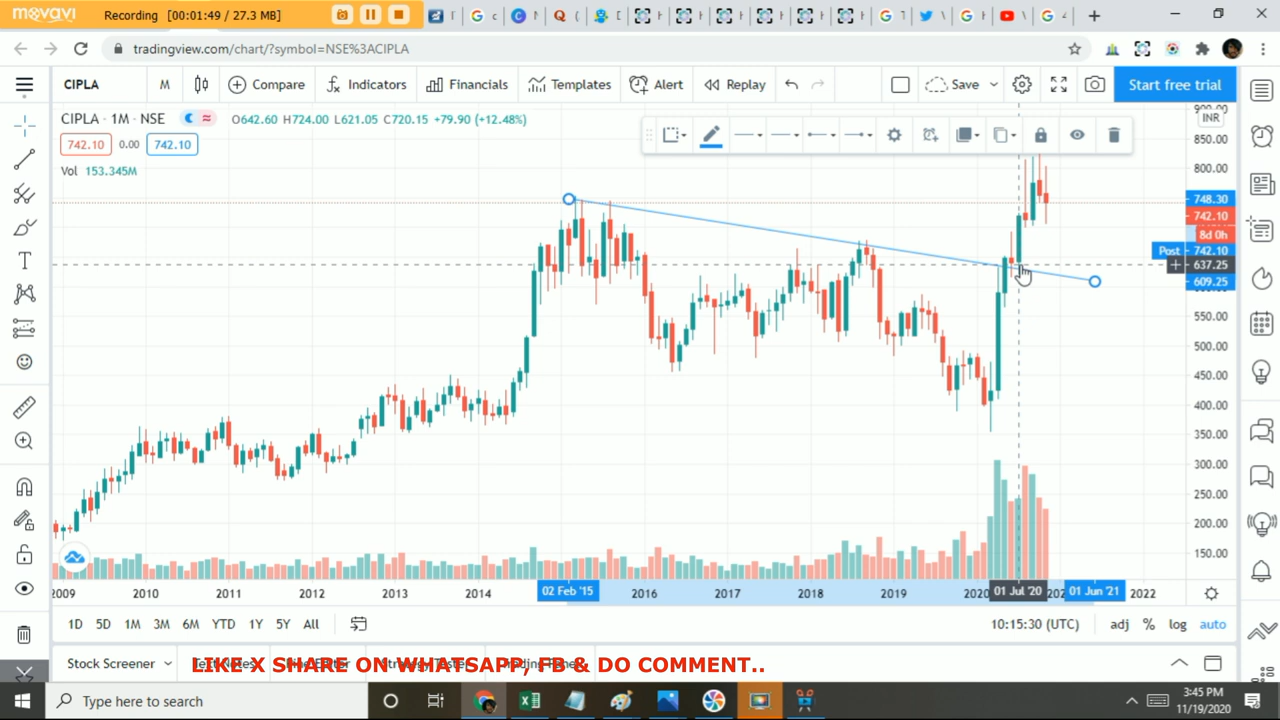 movavi Recording [00:01:49 / 27.3 MB]
tradingview.com/chart/?symbol=NSE%3ACIPLA
CIPLA M Compare Indicators Financials Templates Alert Replay Save Start free trial
CIPLA · 1M · NSE O642.60 H724.00 L621.05 C720.15 +79.90 (+12.48%)
742.10 0.00 742.10
Vol 153.345M
900.00
INR
850.00
800.00
748.30
742.10
8d 0h
Post 742.10
637.25
609.25
550.00
500.00
450.00
400.00
350.00
300.00
250.00
200.00
150.00
2009 2010 2011 2012 2013 2014 02 Feb '15 2016 2017 2018 2019 2020 01 Jul '20 01 Jun '21 2022
1D 5D 1M 3M 6M YTD 1Y 5Y All 10:15:30 (UTC) adj % log auto
Stock Screener
LIKE X SHARE ON WHATSAPP, FB & DO COMMENT..
Type here to search
3:45 PM
11/19/2020